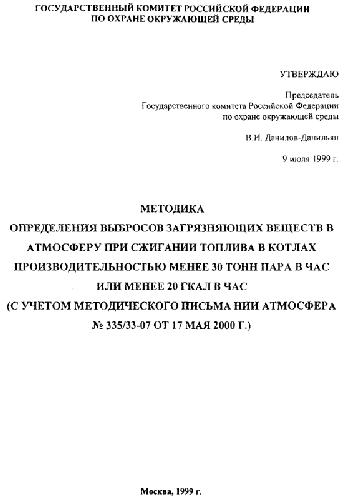 ГОСУДАРСТВЕННЫЙ КОМИТЕТ РОССИЙСКОЙ ФЕДЕРАЦИИ
ПО ОХРАНЕ ОКРУЖАЮЩЕЙ СРЕДЫ
УТВЕРЖДАЮ
Председатель
Государственного комитета Российской Федерации
по охране окружающей среды
В.И. Данилов-Данильян
9 июля 1999 г.
МЕТОДИКА
ОПРЕДЕЛЕНИЯ ВЫБРОСОВ ЗАГРЯЗНЯЮЩИХ ВЕЩЕСТВ В
АТМОСФЕРУ ПРИ СЖИГАНИИ ТОПЛИВА В КОТЛАХ
ПРОИЗВОДИТЕЛЬНОСТЬЮ МЕНЕЕ 30 ТОНН ПАРА В ЧАС
ИЛИ МЕНЕЕ 20 ГКАЛ В ЧАС
(С УЧЕТОМ МЕТОДИЧЕСКОГО ПИСЬМА НИИ АТМОСФЕРА
№ 335/33-07 ОТ 17 МАЯ 2000 Г.)
Москва, 1999 г.